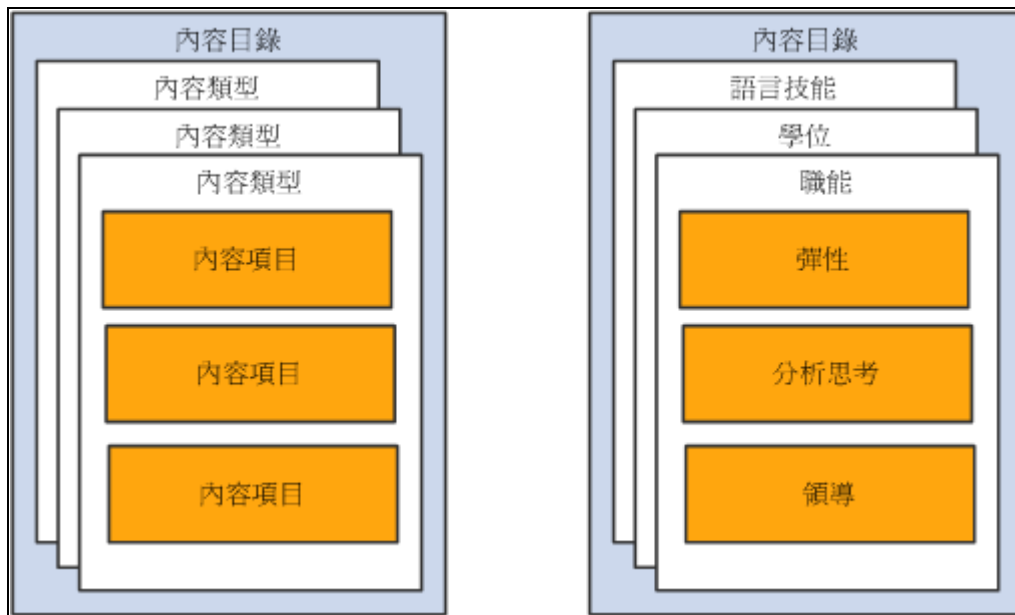 內容目錄
內容類型
內容類型
內容類型
內容項目
內容項目
內容項目
內容目錄
語言技能
學位
職能
彈性
分析思考
領導